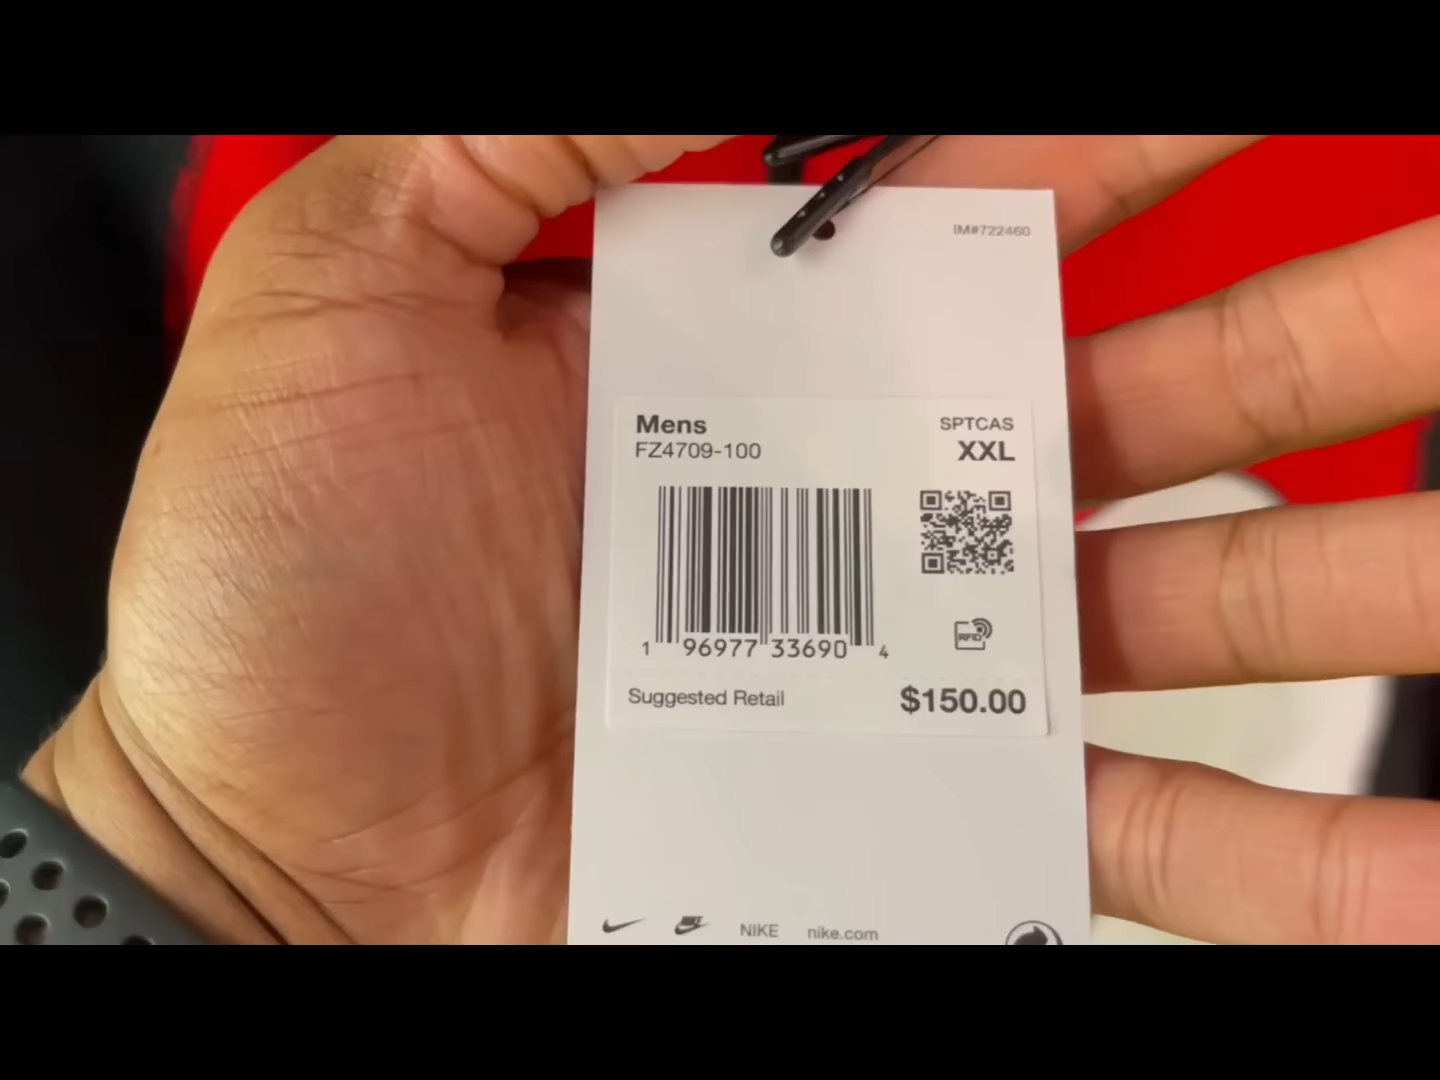 IM#722460
Mens SPTCAS
FZ4709-100 XXL
RFID
1 96977 33690 4
Suggested Retail $150.00
NIKE NIKE nike.com